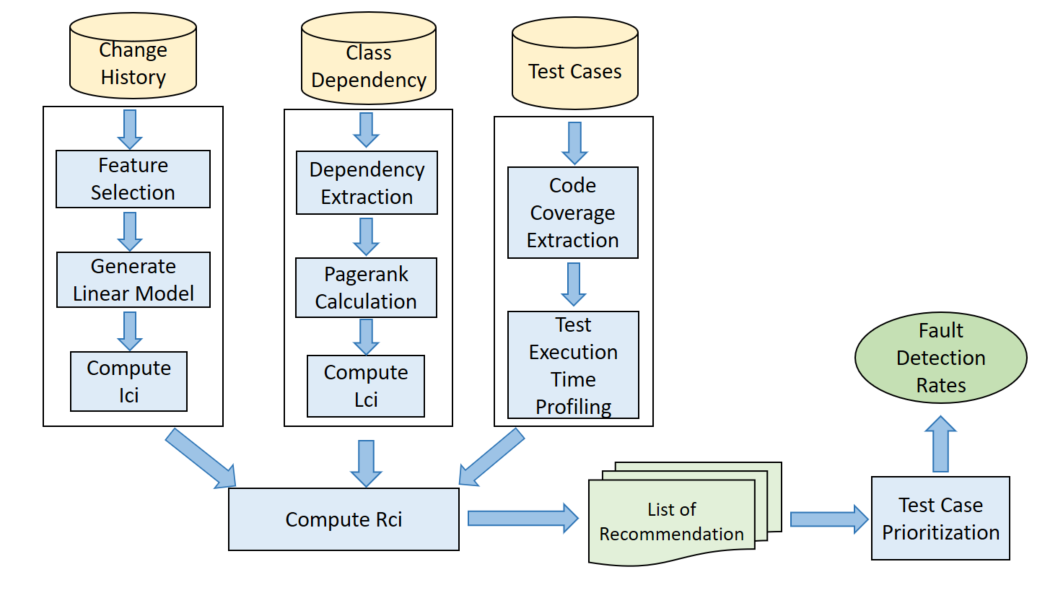 Change
History
Class
Dependency
Test Cases
Feature
Selection
Generate
Linear Model
Compute
Ici
Dependency
Extraction
Pagerank
Calculation
Compute
Lci
Code
Coverage
Extraction
Test
Execution
Time
Profiling
Compute Rci
List of
Recommendation
Test Case
Prioritization
Fault
Detection
Rates